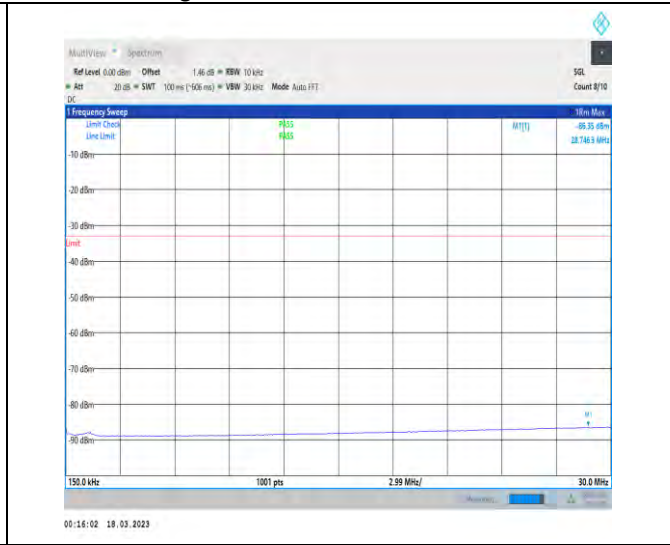 MultiView Spectrum
Ref Level 0.00 dBm Offset 1.46 dB RBW 10 kHz SGL
Att 20 dB SWT 100 ms (~606 ms) VBW 30 kHz Mode Auto FFT Count 8/10
DC
1 Frequency Sweep 1Rm Max
Limit Check PASS M1[1] -86.35 dBm
Line Limit PASS 28.746 MHz
-10 dBm
-20 dBm
-30 dBm
Limit
-40 dBm
-50 dBm
-60 dBm
-70 dBm
-80 dBm
M1
-90 dBm
150.0 kHz 1001 pts 2.99 MHz/ 30.0 MHz
00:16:02 18.03.2023